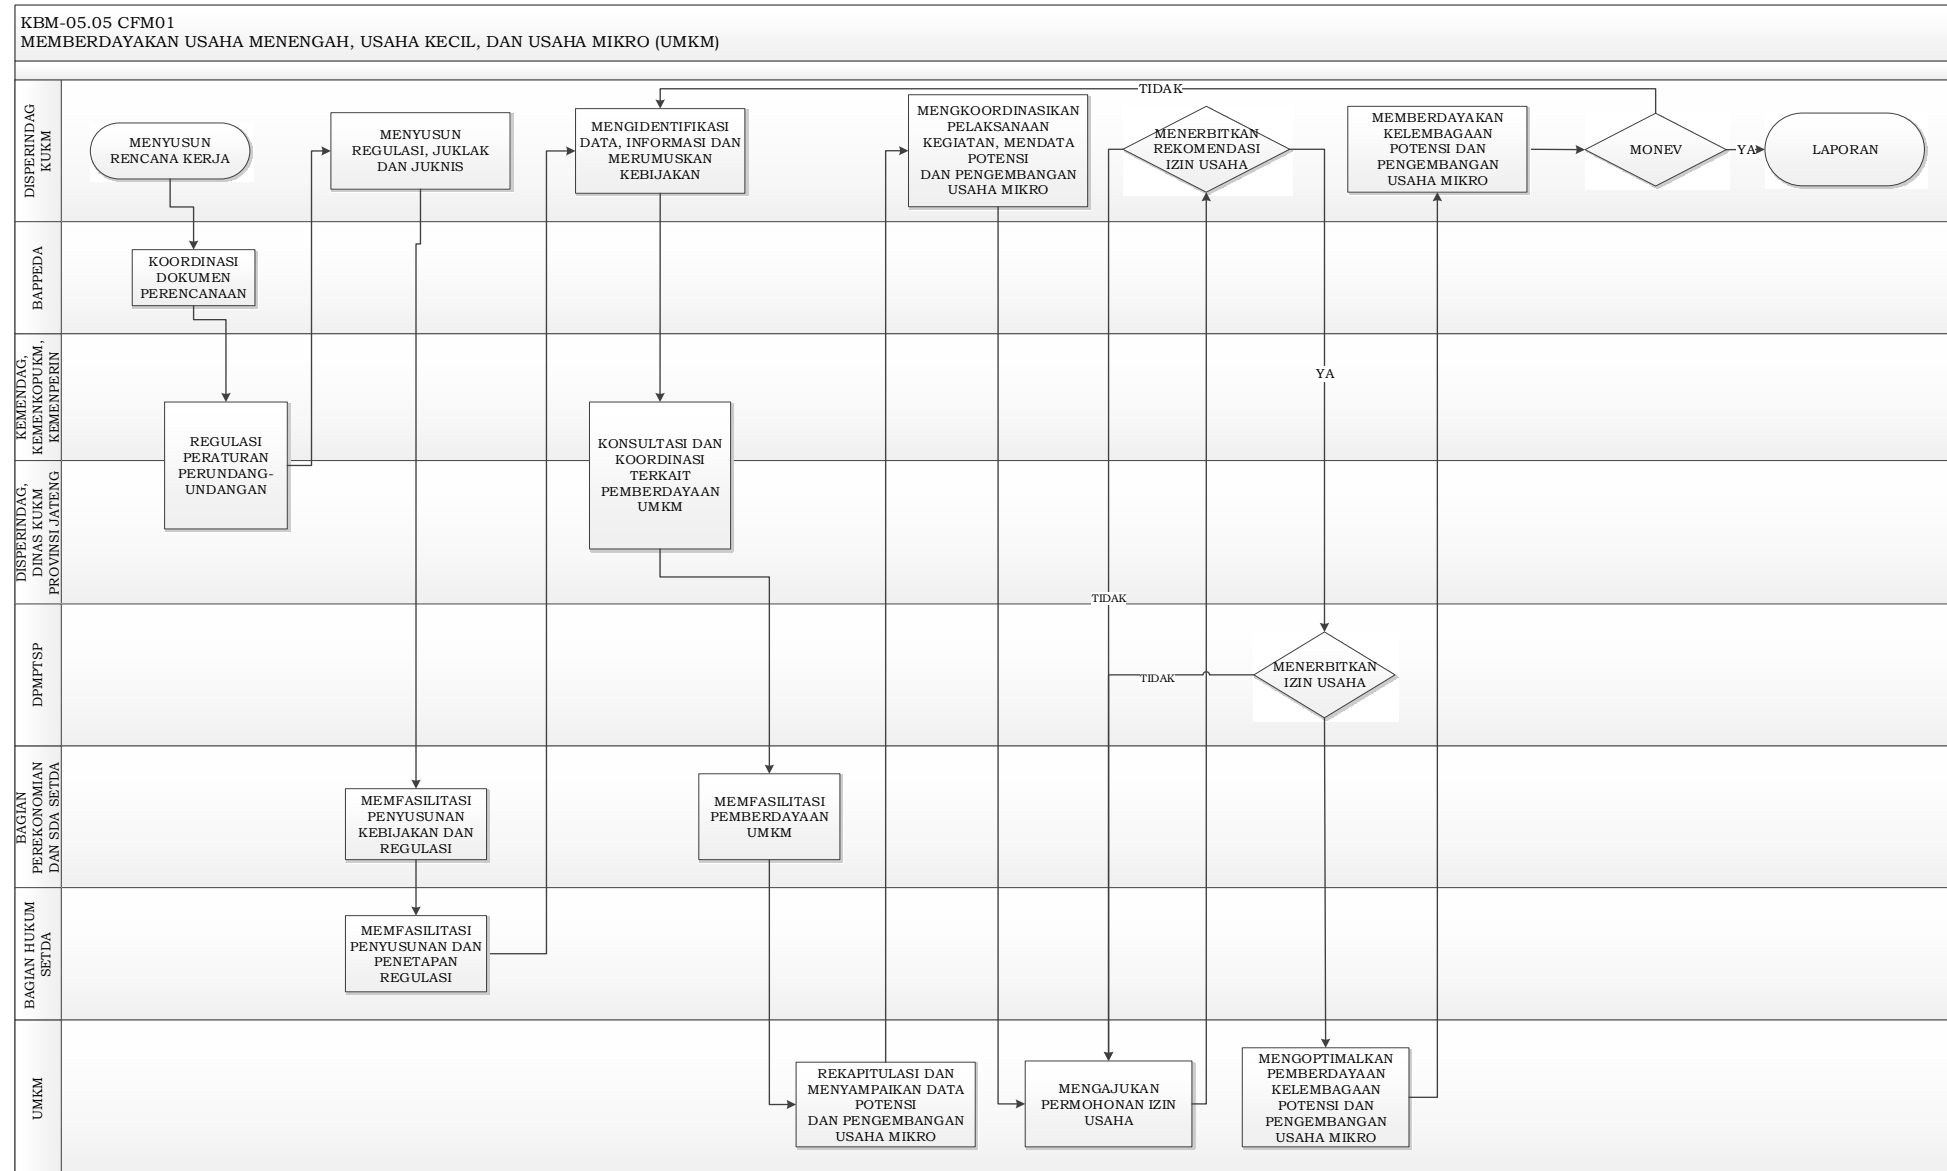 KBM-05.05 CFM01
MEMBERDAYAKAN USAHA MENENGAH, USAHA KECIL, DAN USAHA MIKRO (UMKM)
DISPERINDAG
KUKM
MENYUSUN
RENCANA KERJA
MENYUSUN
REGULASI, JUKLAK
DAN JUKNIS
MENGIDENTIFIKASI
DATA, INFORMASI DAN
MERUMUSKAN
KEBIJAKAN
MENGKOORDINASIKAN
PELAKSANAAN
KEGIATAN, MENDATA
POTENSI
DAN PENGEMBANGAN
USAHA MIKRO
TIDAK
MENERBITKAN
REKOMENDASI
IZIN USAHA
MEMBERDAYAKAN
KELEMBAGAAN
POTENSI DAN
PENGEMBANGAN
USAHA MIKRO
MONEV
YA
LAPORAN
BAPPEDA
KOORDINASI
DOKUMEN
PERENCANAAN
KEMENDAG,
KEMENKOPUKM,
KEMENPERIN
YA
REGULASI
PERATURAN
PERUNDANG-
UNDANGAN
KONSULTASI DAN
KOORDINASI
TERKAIT
PEMBERDAYAAN
UMKM
DISPERINDAG,
DINAS KUKM
PROVINSI JATENG
TIDAK
DPMPTSP
TIDAK
MENERBITKAN
IZIN USAHA
BAGIAN
PEREKONOMIAN
DAN SDA SETDA
MEMFASILITASI
PENYUSUNAN
KEBIJAKAN DAN
REGULASI
MEMFASILITASI
PEMBERDAYAAN
UMKM
BAGIAN HUKUM
SETDA
MEMFASILITASI
PENYUSUNAN DAN
PENETAPAN
REGULASI
UMKM
REKAPITULASI DAN
MENYAMPAIKAN DATA
POTENSI
DAN PENGEMBANGAN
USAHA MIKRO
MENGAJUKAN
PERMOHONAN IZIN
USAHA
MENGOPTIMALKAN
PEMBERDAYAAN
KELEMBAGAAN
POTENSI DAN
PENGEMBANGAN
USAHA MIKRO